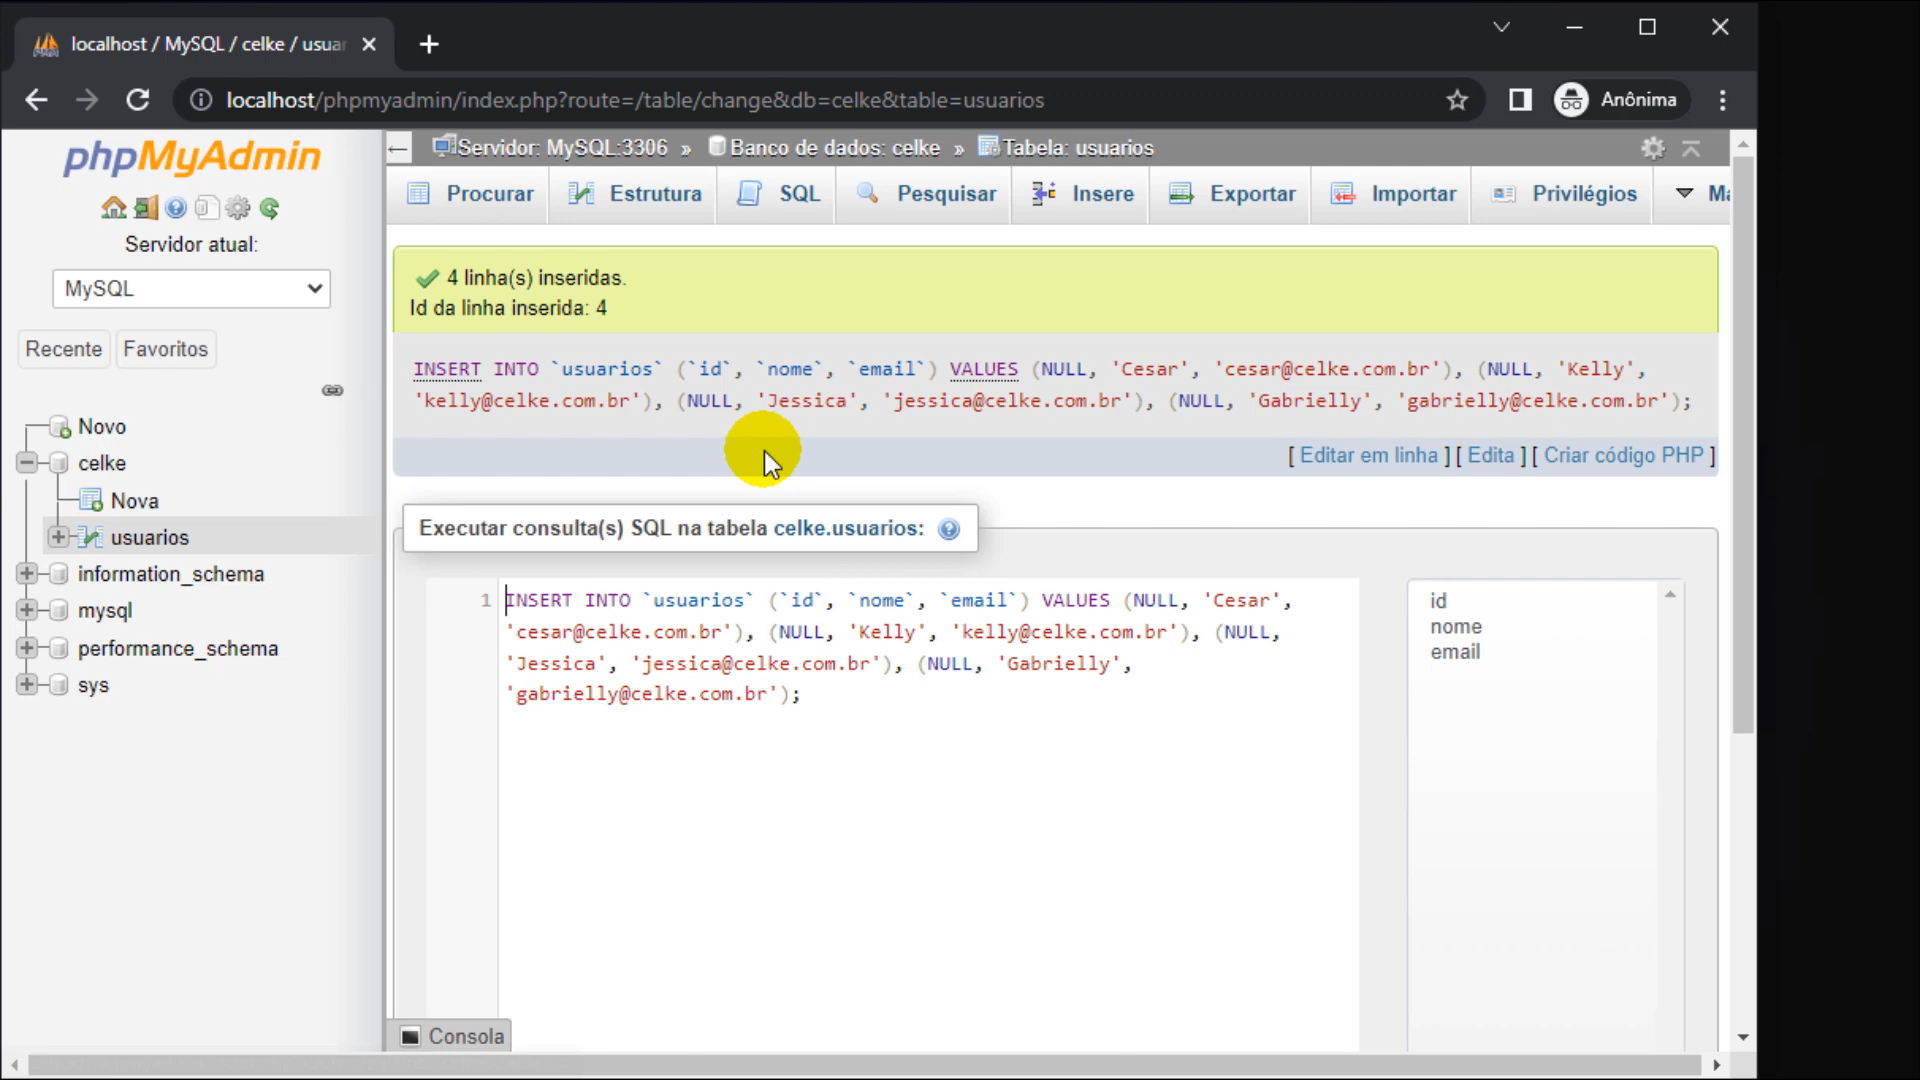 localhost / MySQL / celke / usuar
localhost/phpmyadmin/index.php?route=/table/change&db=celke&table=usuarios
Anônima
phpMyAdmin
Servidor atual:
MySQL
Recente
Favoritos
Novo
celke
Nova
usuarios
information_schema
mysql
performance_schema
sys
Servidor: MySQL:3306 » Banco de dados: celke » Tabela: usuarios
Procurar
Estrutura
SQL
Pesquisar
Insere
Exportar
Importar
Privilégios
Ma
4 linha(s) inseridas.
Id da linha inserida: 4
INSERT INTO `usuarios` (`id`, `nome`, `email`) VALUES (NULL, 'Cesar', 'cesar@celke.com.br'), (NULL, 'Kelly',
'kelly@celke.com.br'), (NULL, 'Jessica', 'jessica@celke.com.br'), (NULL, 'Gabrielly', 'gabrielly@celke.com.br');
[ Editar em linha ] [ Edita ] [ Criar código PHP ]
Executar consulta(s) SQL na tabela celke.usuarios:
1
INSERT INTO `usuarios` (`id`, `nome`, `email`) VALUES (NULL, 'Cesar',
'cesar@celke.com.br'), (NULL, 'Kelly', 'kelly@celke.com.br'), (NULL,
'Jessica', 'jessica@celke.com.br'), (NULL, 'Gabrielly',
'gabrielly@celke.com.br');
id
nome
email
Consola